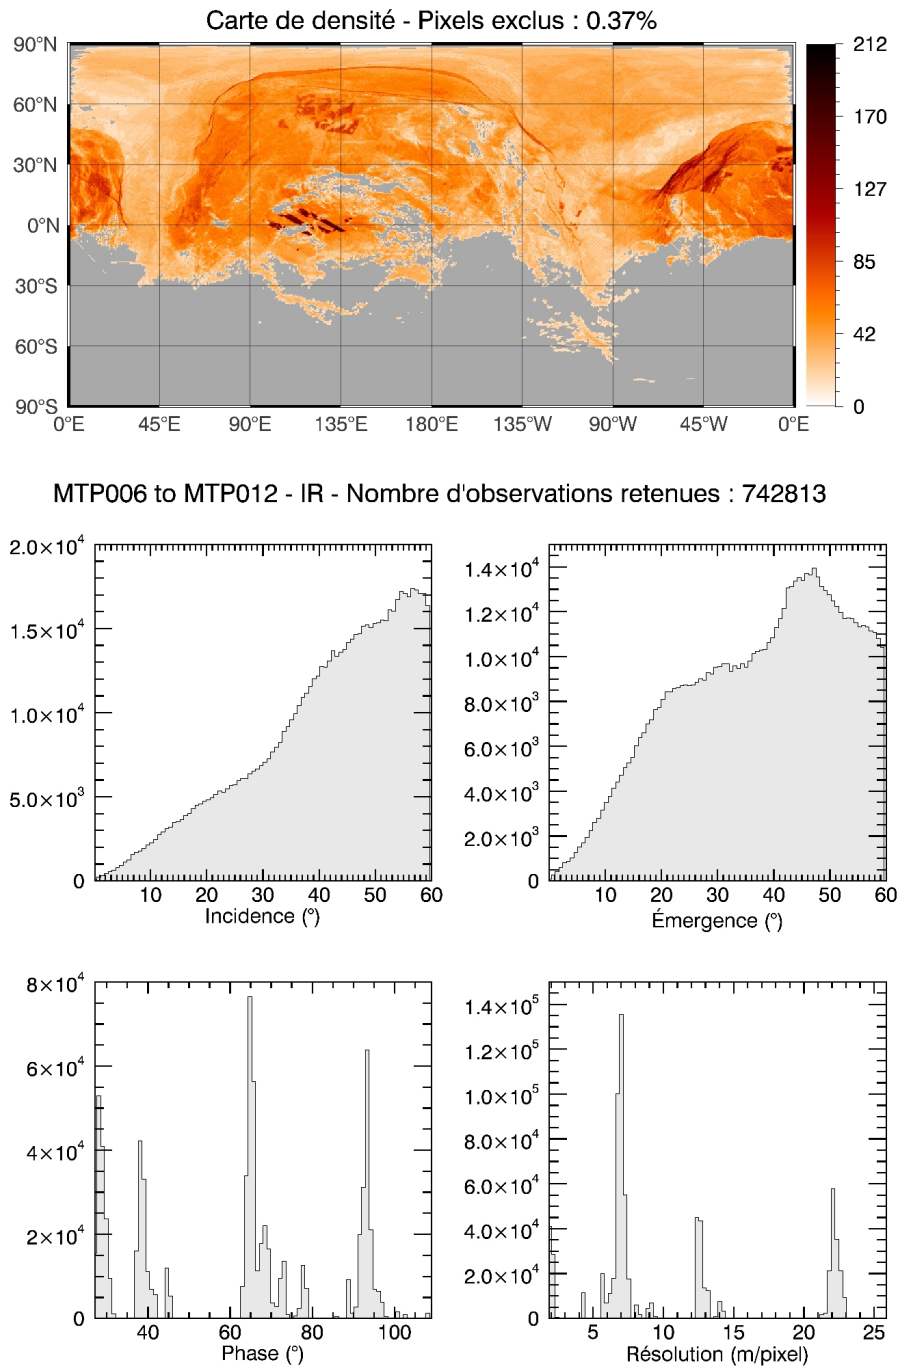 Carte de densité - Pixels exclus : 0.37%
90°N
60°N
30°N
0°N
30°S
60°S
90°S
0°E 45°E 90°E 135°E 180°E 135°W 90°W 45°W 0°E
212
170
127
85
42
0
MTP006 to MTP012 - IR - Nombre d'observations retenues : 742813
2.0×10⁴
1.5×10⁴
1.0×10⁴
5.0×10³
0
10 20 30 40 50 60
Incidence (°)
1.4×10⁴
1.2×10⁴
1.0×10⁴
8.0×10³
6.0×10³
4.0×10³
2.0×10³
0
10 20 30 40 50 60
Émergence (°)
8×10⁴
6×10⁴
4×10⁴
2×10⁴
0
40 60 80 100
Phase (°)
1.4×10⁵
1.2×10⁵
1.0×10⁵
8.0×10⁴
6.0×10⁴
4.0×10⁴
2.0×10⁴
0
5 10 15 20 25
Résolution (m/pixel)